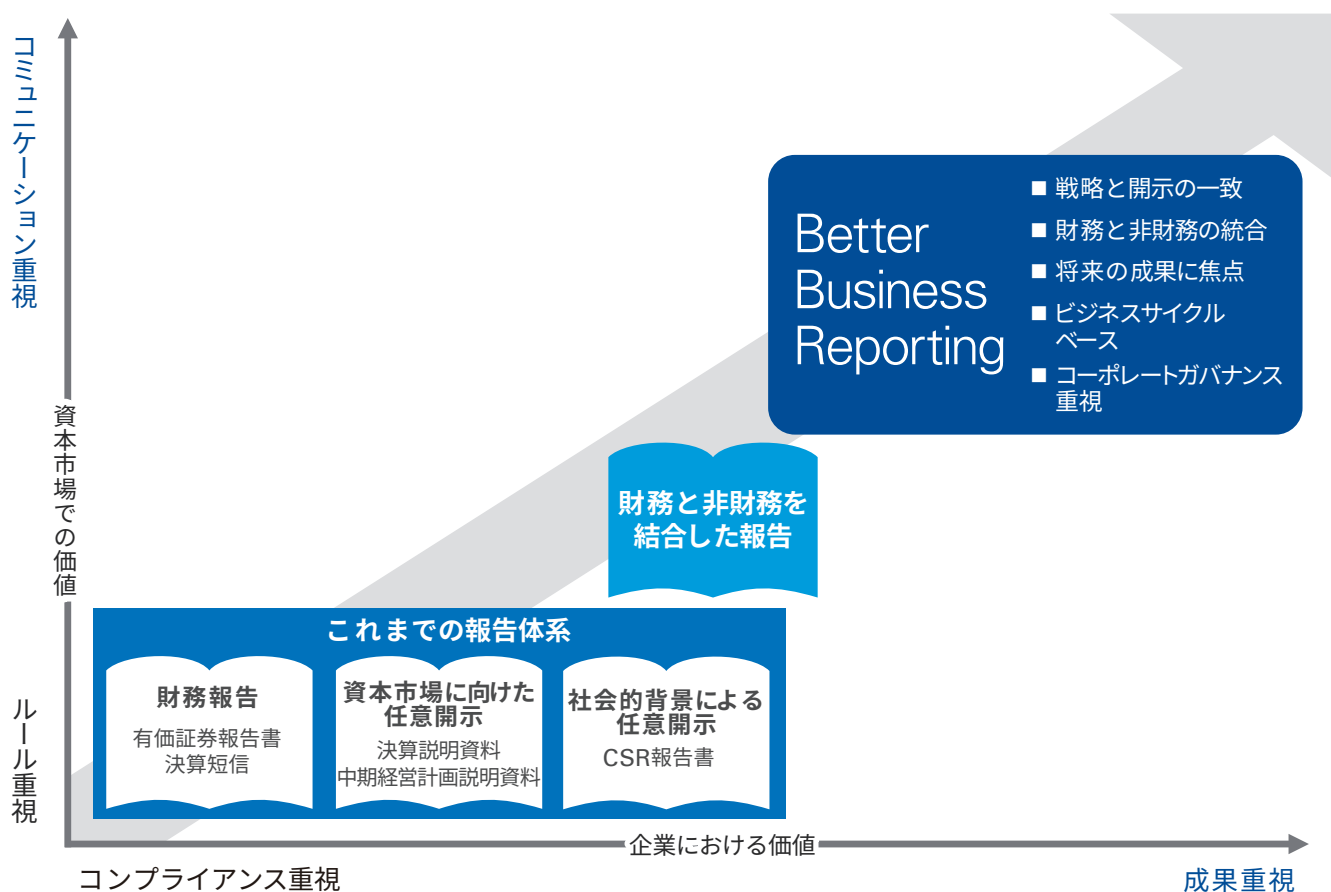 コミュニケーション重視
資本市場での価値
ルール重視
Better
Business
Reporting
■ 戦略と開示の一致
■ 財務と非財務の統合
■ 将来の成果に焦点
■ ビジネスサイクル
ベース
■ コーポレートガバナンス
重視
財務と非財務を
結合した報告
これまでの報告体系
財務報告
有価証券報告書
決算短信
資本市場に向けた
任意開示
決算説明資料
中期経営計画説明資料
社会的背景による
任意開示
CSR報告書
企業における価値
コンプライアンス重視
成果重視